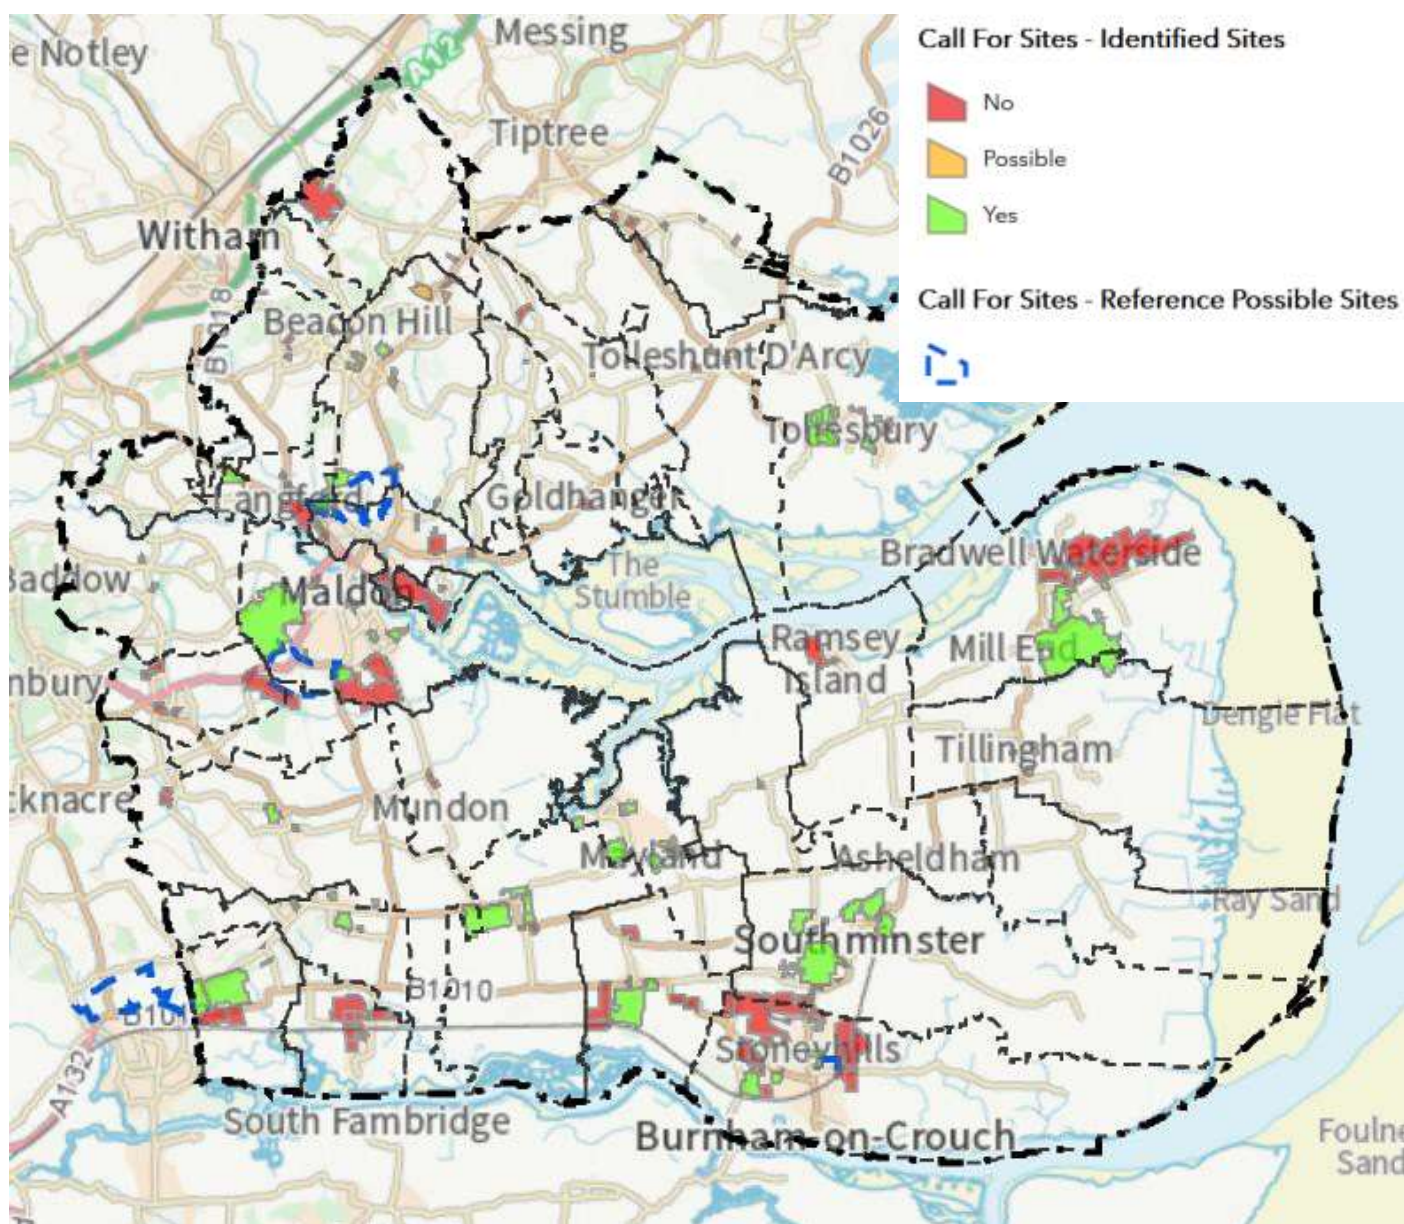 Messing
e Notley
A12
Call For Sites - Identified Sites
No
Tiptree
B1026
Possible
Yes
Witham
Call For Sites - Reference Possible Sites
B1018
Beacon Hill
Tolleshunt D'Arcy
Tollesbury
Langford
Goldhanger
Bradwell Waterside
The
Stumble
Baddow
Maldon
Ramsey
Island
Mill End
nbury
Dengie Flat
Tillingham
cknacre
Mundon
Mayland
Asheldham
Ray Sand
Southminster
B1010
B101
Stoneyhills
A132
South Fambridge
Burnham-on-Crouch
Foulne
Sand